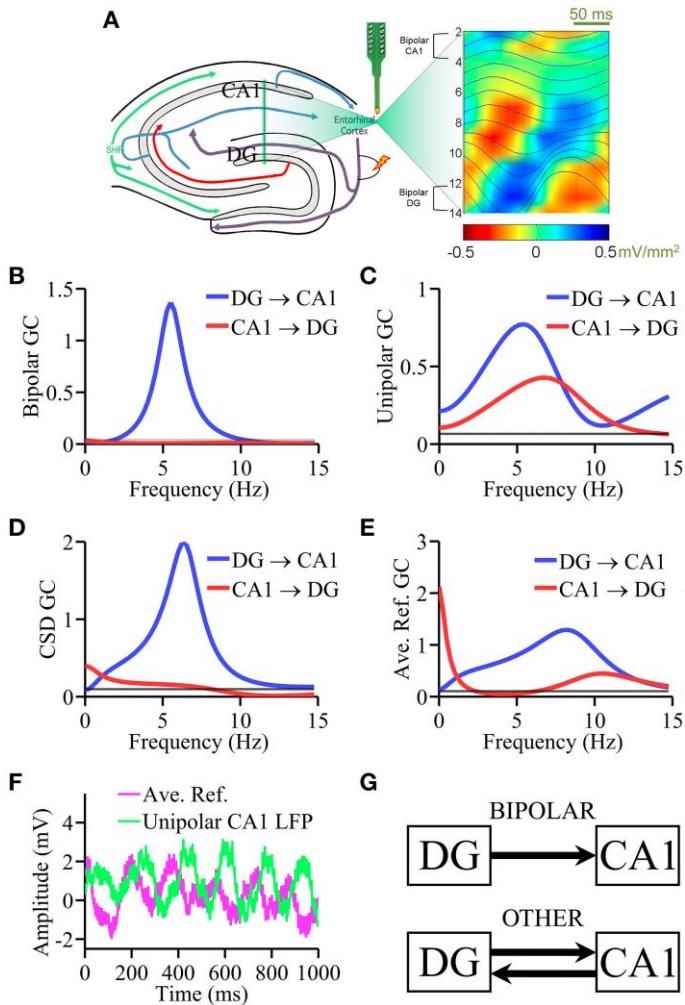 A
50 ms
2
Bipolar
CA1
4
6
8
9
10
11
12
14
Bipolar
DG
CA1
DG
Entorhinal
Cortex
-0.5 0 0.5 mV/mm2
B
1.5
1
0.5
0
Bipolar GC
DG → CA1
CA1 → DG
0 5 10 15
Frequency (Hz)
C
1
0.5
0
Unipolar GC
DG → CA1
CA1 → DG
0 5 10 15
Frequency (Hz)
D
2
1
0
CSD GC
DG → CA1
CA1 → DG
0 5 10 15
Frequency (Hz)
E
3
2
1
0
Ave. Ref. GC
DG → CA1
CA1 → DG
0 5 10 15
Frequency (Hz)
F
Ave. Ref.
Unipolar CA1 LFP
4
2
0
-2
Amplitude (mV)
0 200 400 600 800 1000
Time (ms)
G
BIPOLAR
DG CA1
OTHER
DG CA1